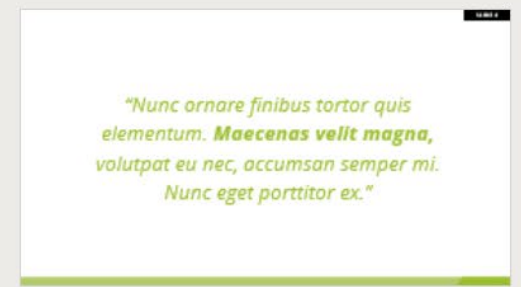 “Nunc ornare finibus tortor quis
elementum. Maecenas velit magna,
volutpat eu nec, accumsan semper mi.
Nunc eget porttitor ex.”